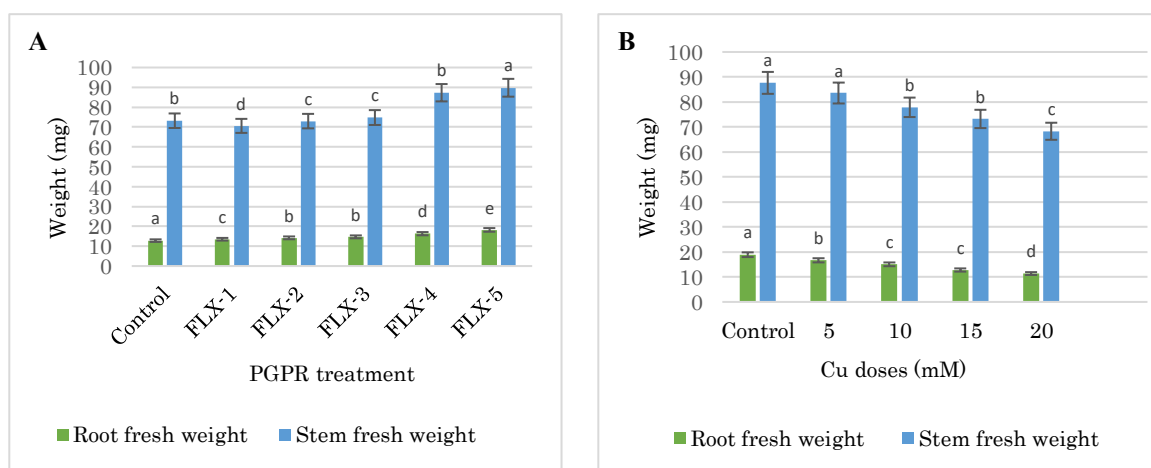 A
Weight (mg)
100
90
80
70
60
50
40
30
20
10
0
b
d
c
c
b
a
a
c
b
b
d
e
Control
FLX-1
FLX-2
FLX-3
FLX-4
FLX-5
PGPR treatment
Root fresh weight Stem fresh weight
B
Weight (mg)
100
90
80
70
60
50
40
30
20
10
0
a
a
b
b
c
a
b
c
c
d
Control 5 10 15 20
Cu doses (mM)
Root fresh weight Stem fresh weight